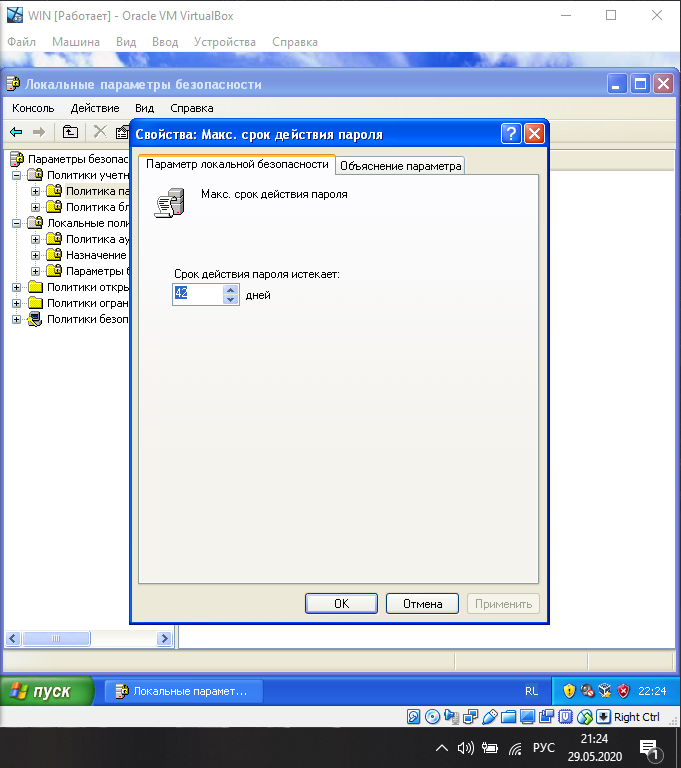 WIN [Работает] - Oracle VM VirtualBox
Файл Машина Вид Ввод Устройства Справка
Локальные параметры безопасности
Консоль Действие Вид Справка
Свойства: Макс. срок действия пароля
Параметр локальной безопасности Объяснение параметра
Макс. срок действия пароля
Срок действия пароля истекает:
42 дней
OK Отмена Применить
Параметры безопас
Политики учетн
Политика па
Политика бл
Локальные поли
Политика ау
Назначение
Параметры б
Политики откры
Политики огран
Политики безоп
пуск Локальные парамет... RL 22:24
Right Ctrl
РУС 21:24
29.05.2020
1